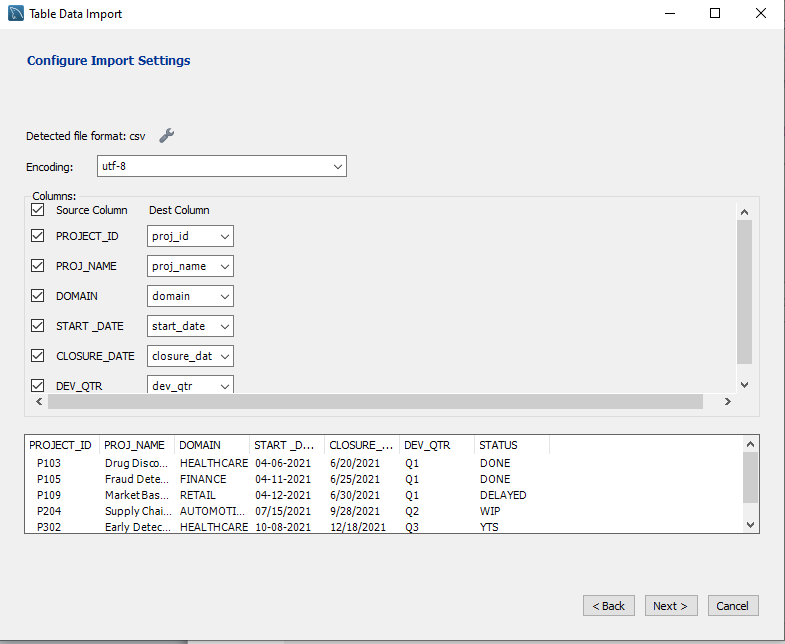 Table Data Import
Configure Import Settings
Detected file format: csv
Encoding: utf-8
Columns:
Source Column Dest Column
PROJECT_ID proj_id
PROJ_NAME proj_name
DOMAIN domain
START _DATE start_date
CLOSURE_DATE closure_dat
DEV_QTR dev_qtr
PROJECT_ID PROJ_NAME DOMAIN START _D... CLOSURE_... DEV_QTR STATUS
P103 Drug Disco... HEALTHCARE 04-06-2021 6/20/2021 Q1 DONE
P105 Fraud Dete... FINANCE 04-11-2021 6/25/2021 Q1 DONE
P109 Market Bas... RETAIL 04-12-2021 6/30/2021 Q1 DELAYED
P204 Supply Chai... AUTOMOTI... 07/15/2021 9/28/2021 Q2 WIP
P302 Early Detec... HEALTHCARE 10-08-2021 12/18/2021 Q3 YTS
< Back Next > Cancel